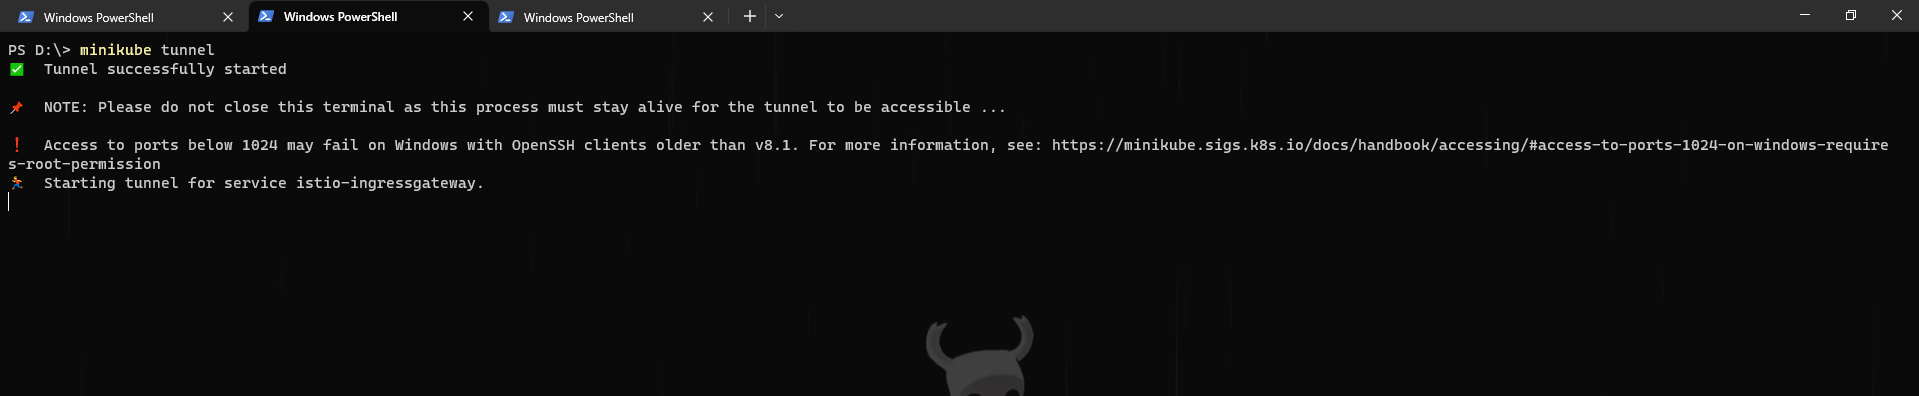 Windows PowerShell
Windows PowerShell
Windows PowerShell
PS D:\> minikube tunnel
✅ Tunnel successfully started
📌 NOTE: Please do not close this terminal as this process must stay alive for the tunnel to be accessible ...
❗ Access to ports below 1024 may fail on Windows with OpenSSH clients older than v8.1. For more information, see: https://minikube.sigs.k8s.io/docs/handbook/accessing/#access-to-ports-1024-on-windows-require
s-root-permission
🏃 Starting tunnel for service istio-ingressgateway.